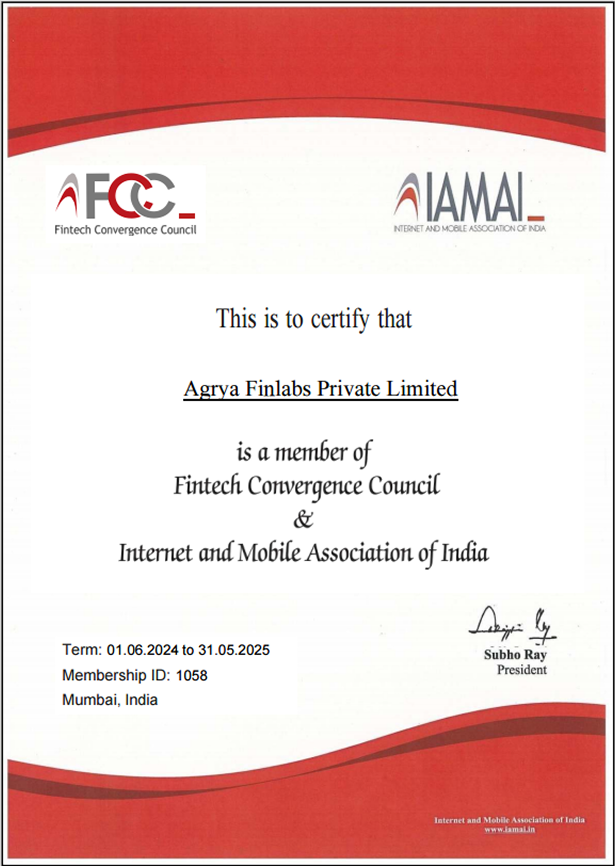 FCC
Fintech Convergence Council
IAMAI
INTERNET AND MOBILE ASSOCIATION OF INDIA
This is to certify that
Agrya Finlabs Private Limited
is a member of
Fintech Convergence Council
&
Internet and Mobile Association of India
Subho Ray
President
Term: 01.06.2024 to 31.05.2025
Membership ID: 1058
Mumbai, India
Internet and Mobile Association of India
www.iamai.in